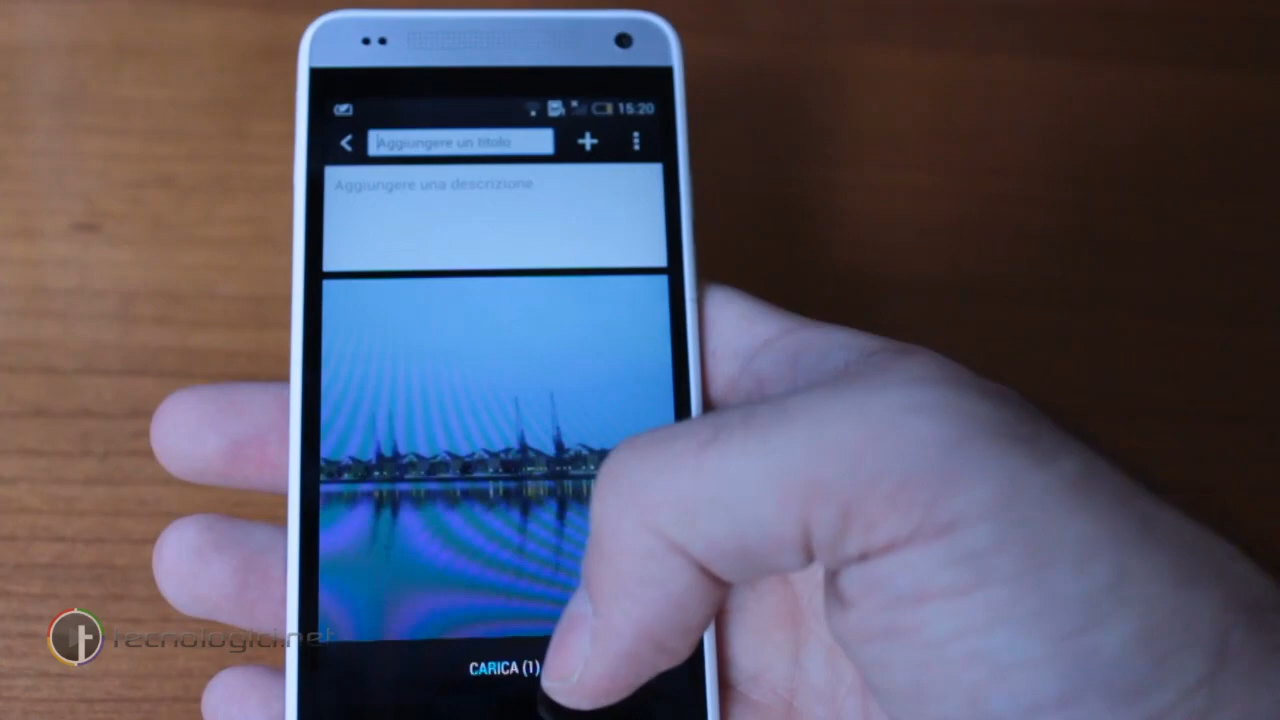 15:20
Aggiungere un titolo
Aggiungere una descrizione
tecnologici.net
CARICA (1)